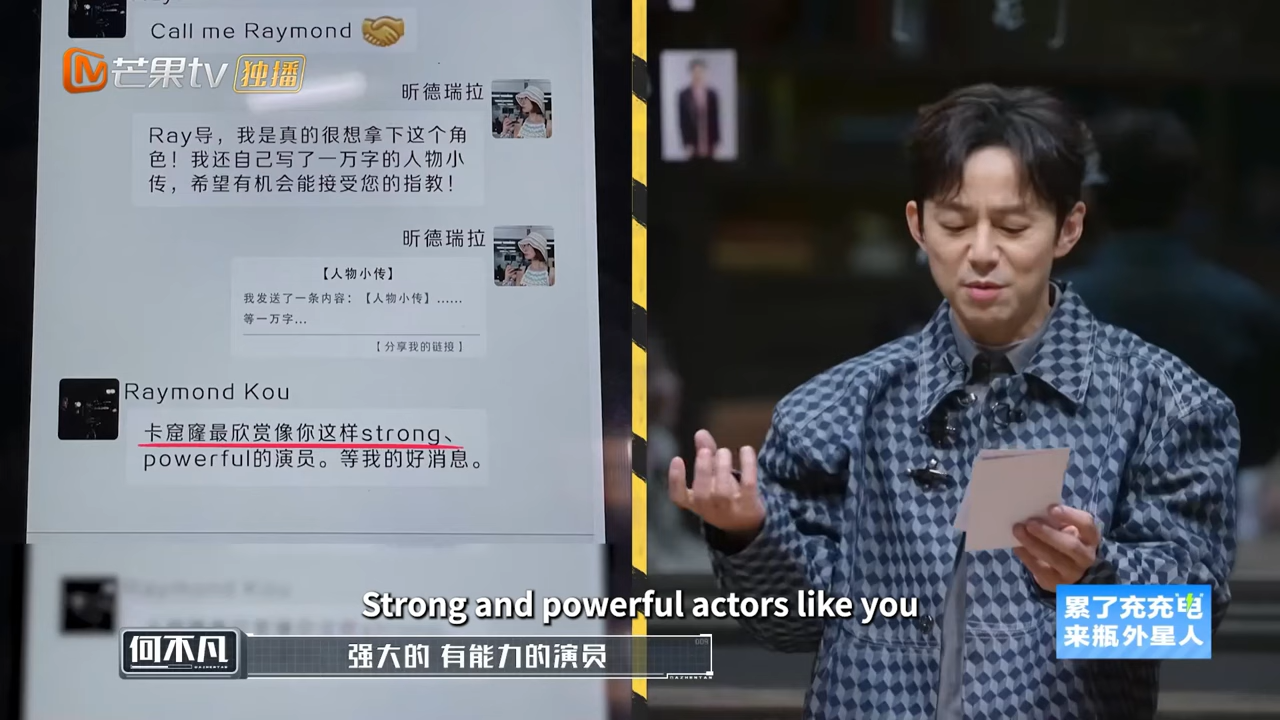 Call me Raymond
芒果tv 独播
昕德瑞拉
Ray导，我是真的很想拿下这个角
色！我还自己写了一万字的人物小
传，希望有机会能接受您的指教！
昕德瑞拉
【人物小传】
我发送了一条内容：【人物小传】……
等一万字…
【分享我的链接】
Raymond Kou
卡窟窿最欣赏像你这样strong、
powerful的演员。等我的好消息。
Strong and powerful actors like you
何不凡
强大的 有能力的演员
累了充充电
来瓶外星人